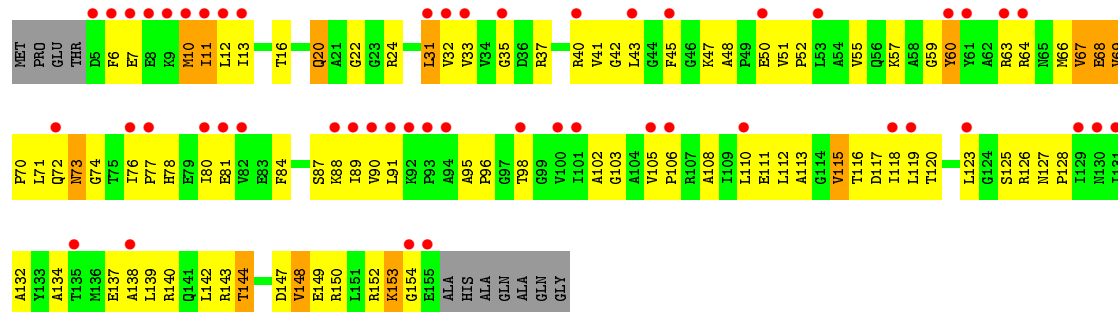 MET PRO GLU THR D5 F6 E7 E8 K9 M10 I11 L12 I13 T16 Q20 A21 G22 G23 R24 L31 V32 V33 V34 G35 D36 R37 R40 V41 G42 L43 G44 F45 G46 K47 A48 P49 E50 V51 P52 L53 A54 V55 Q56 K57 A58 G59 Y60 Y61 A62 R63 R64 N65 M66 V67 E68 V69
P70 L71 Q72 N73 G74 T75 I76 P77 H78 E79 I80 E81 V82 E83 F84 S87 K88 I89 V90 L91 K92 P93 A94 A95 P96 G97 T98 G99 V100 I101 A102 G103 A104 V105 P106 R107 A108 I109 L110 E111 L112 A113 G114 V115 T116 D117 I118 L119 T120 L123 G124 S125 R126 N127 P128 I129 N130 I131
A132 Y133 A134 T135 M136 E137 A138 L139 R140 Q141 L142 R143 T144 D147 V148 E149 R150 L151 R152 K153 G154 E155 ALA HIS ALA GLN ALA GLN GLY